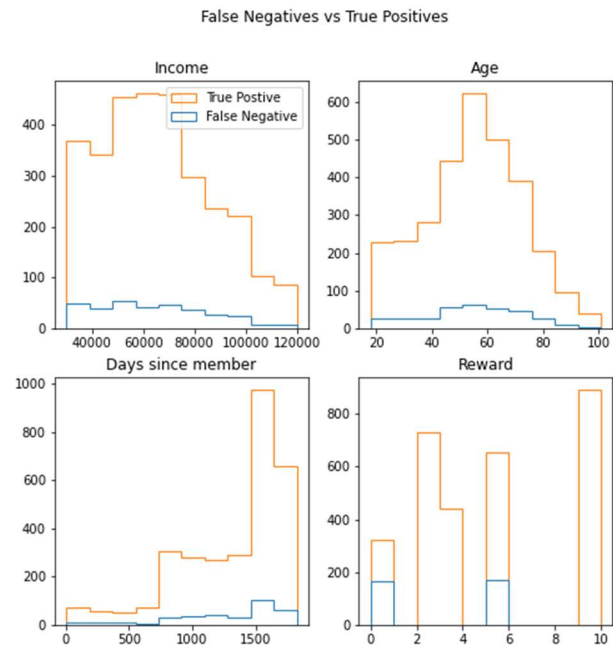 False Negatives vs True Positives
Income
Age
True Postive
False Negative
400
300
200
100
0
40000 60000 80000 100000 120000
600
500
400
300
200
100
0
20 40 60 80 100
Days since member
Reward
1000
800
600
400
200
0
0 500 1000 1500
800
600
400
200
0
0 2 4 6 8 10